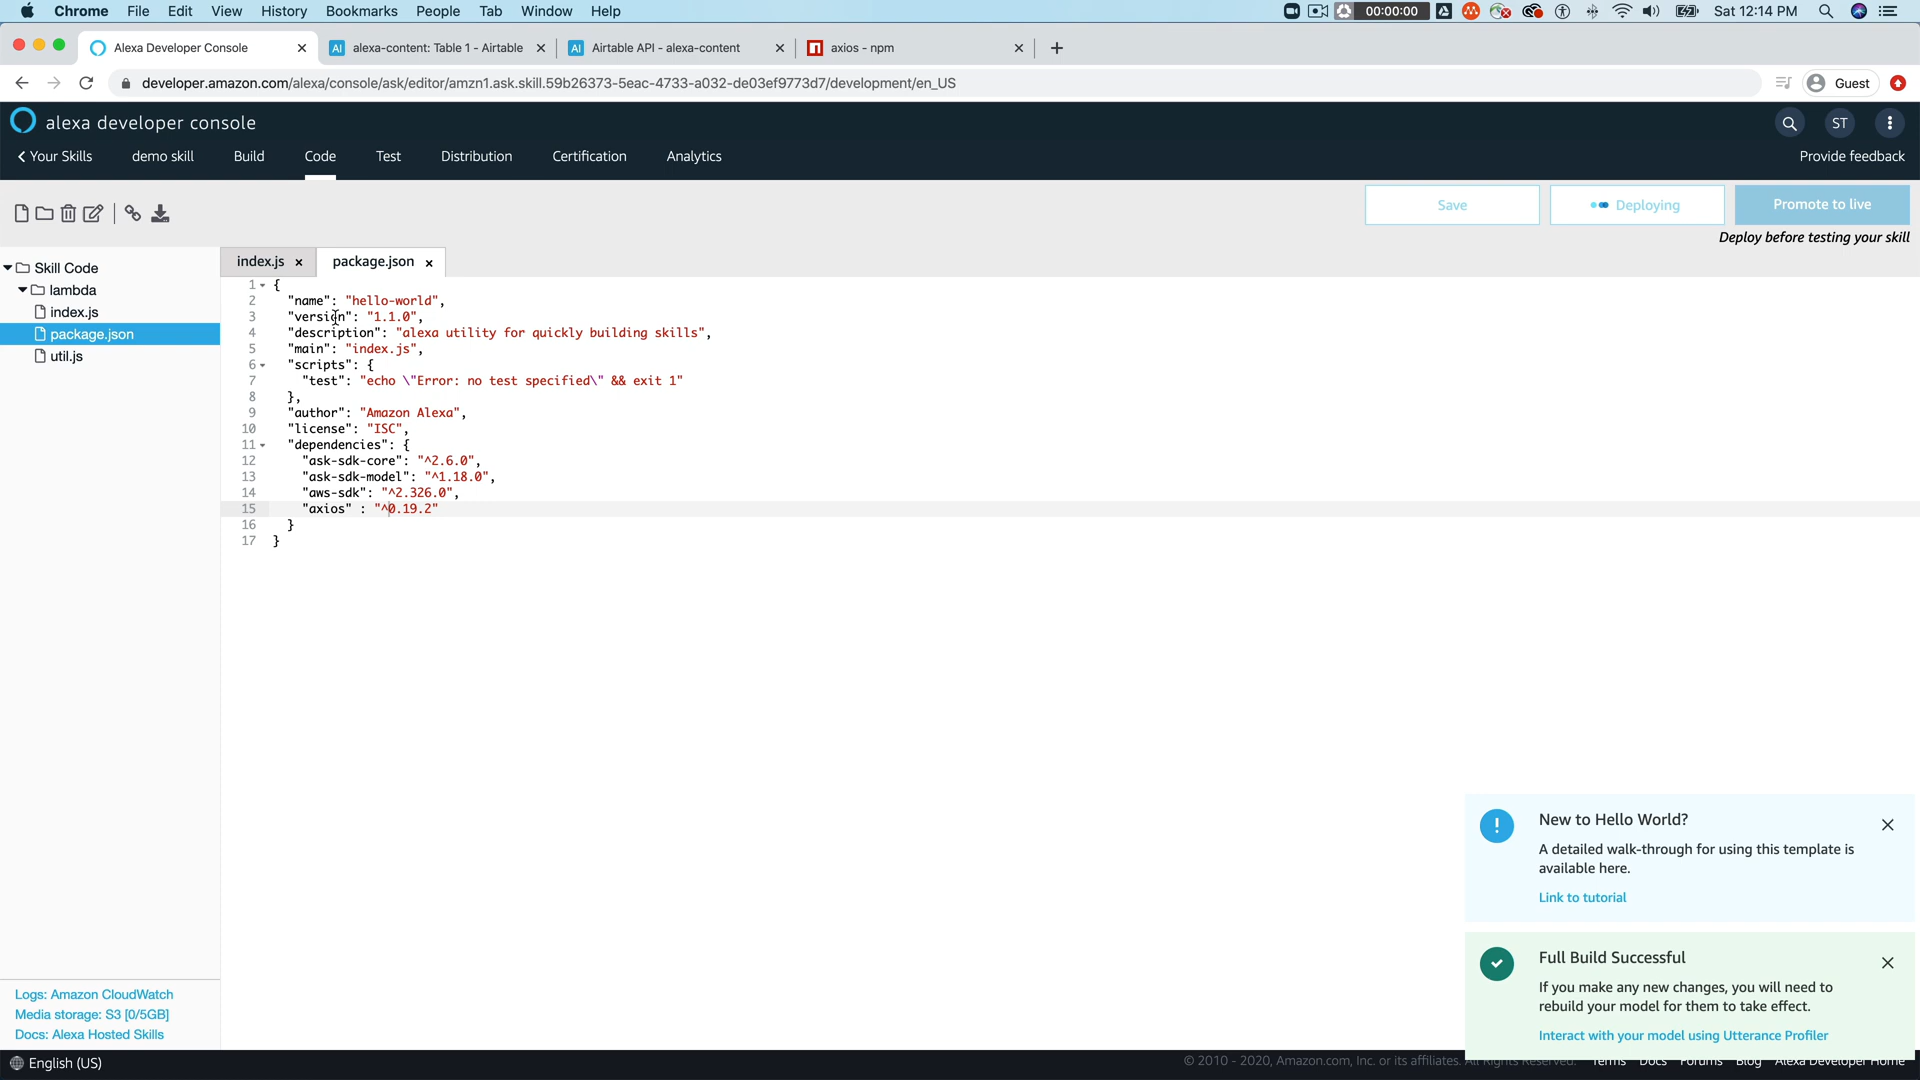 Chrome File Edit View History Bookmarks People Tab Window Help 00:00:00 Sat 12:14 PM
Alexa Developer Console alexa-content: Table 1 - Airtable Airtable API - alexa-content axios - npm
developer.amazon.com/alexa/console/ask/editor/amzn1.ask.skill.59b26373-5eac-4733-a032-de03ef9773d7/development/en_US Guest
alexa developer console ST
Your Skills demo skill Build Code Test Distribution Certification Analytics Provide feedback
Save Deploying Promote to live
Deploy before testing your skill
index.js package.json
Skill Code
lambda
index.js
package.json
util.js
1 {
2 "name": "hello-world",
3 "version": "1.1.0",
4 "description": "alexa utility for quickly building skills",
5 "main": "index.js",
6 "scripts": {
7 "test": "echo \"Error: no test specified\" && exit 1"
8 },
9 "author": "Amazon Alexa",
10 "license": "ISC",
11 "dependencies": {
12 "ask-sdk-core": "^2.6.0",
13 "ask-sdk-model": "^1.18.0",
14 "aws-sdk": "^2.326.0",
15 "axios" : "^0.19.2"
16 }
17 }
New to Hello World?
A detailed walk-through for using this template is
available here.
Link to tutorial
Full Build Successful
If you make any new changes, you will need to
rebuild your model for them to take effect.
Interact with your model using Utterance Profiler
Logs: Amazon CloudWatch
Media storage: S3 [0/5GB]
Docs: Alexa Hosted Skills
English (US)
© 2010 - 2020, Amazon.com, Inc. or its affiliates. All Rights Reserved. Terms Docs Forums Blog Alexa Developer Home